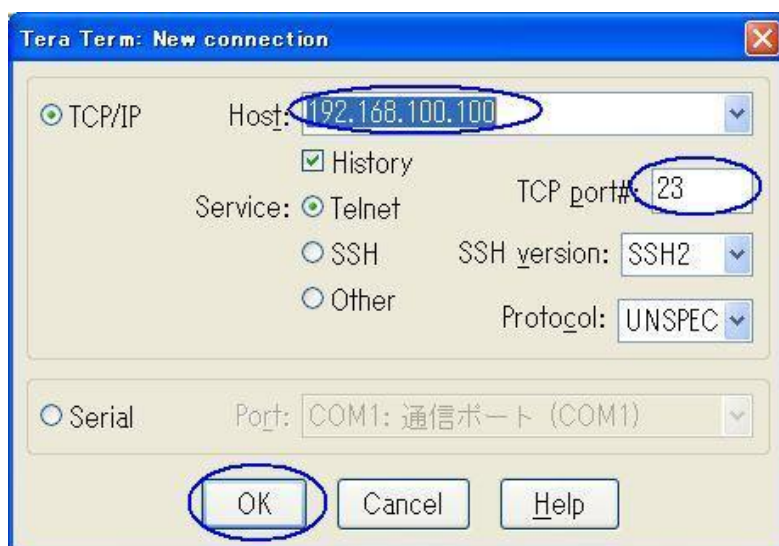 Tera Term: New connection
TCP/IP
Host: 192.168.100.100
History
Service: Telnet
TCP port#: 23
SSH
SSH version: SSH2
Other
Protocol: UNSPEC
Serial
Port: COM1: 通信ポート (COM1)
OK
Cancel
Help